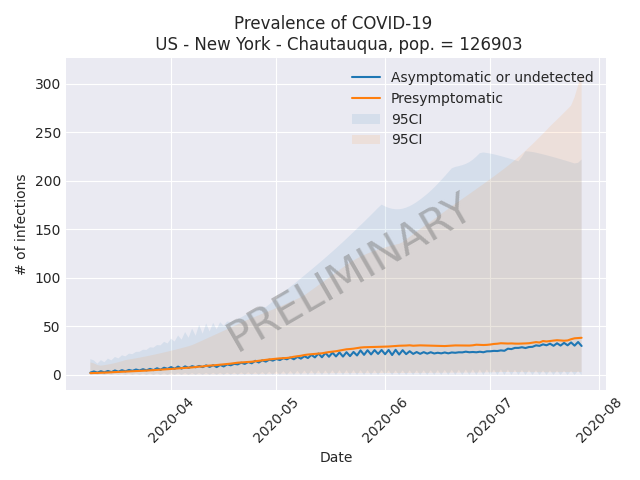 Prevalence of COVID-19
US - New York - Chautauqua, pop. = 126903
Asymptomatic or undetected
Presymptomatic
95CI
95CI
PRELIMINARY
# of infections
300
250
200
150
100
50
0
2020-04
2020-05
2020-06
2020-07
2020-08
Date